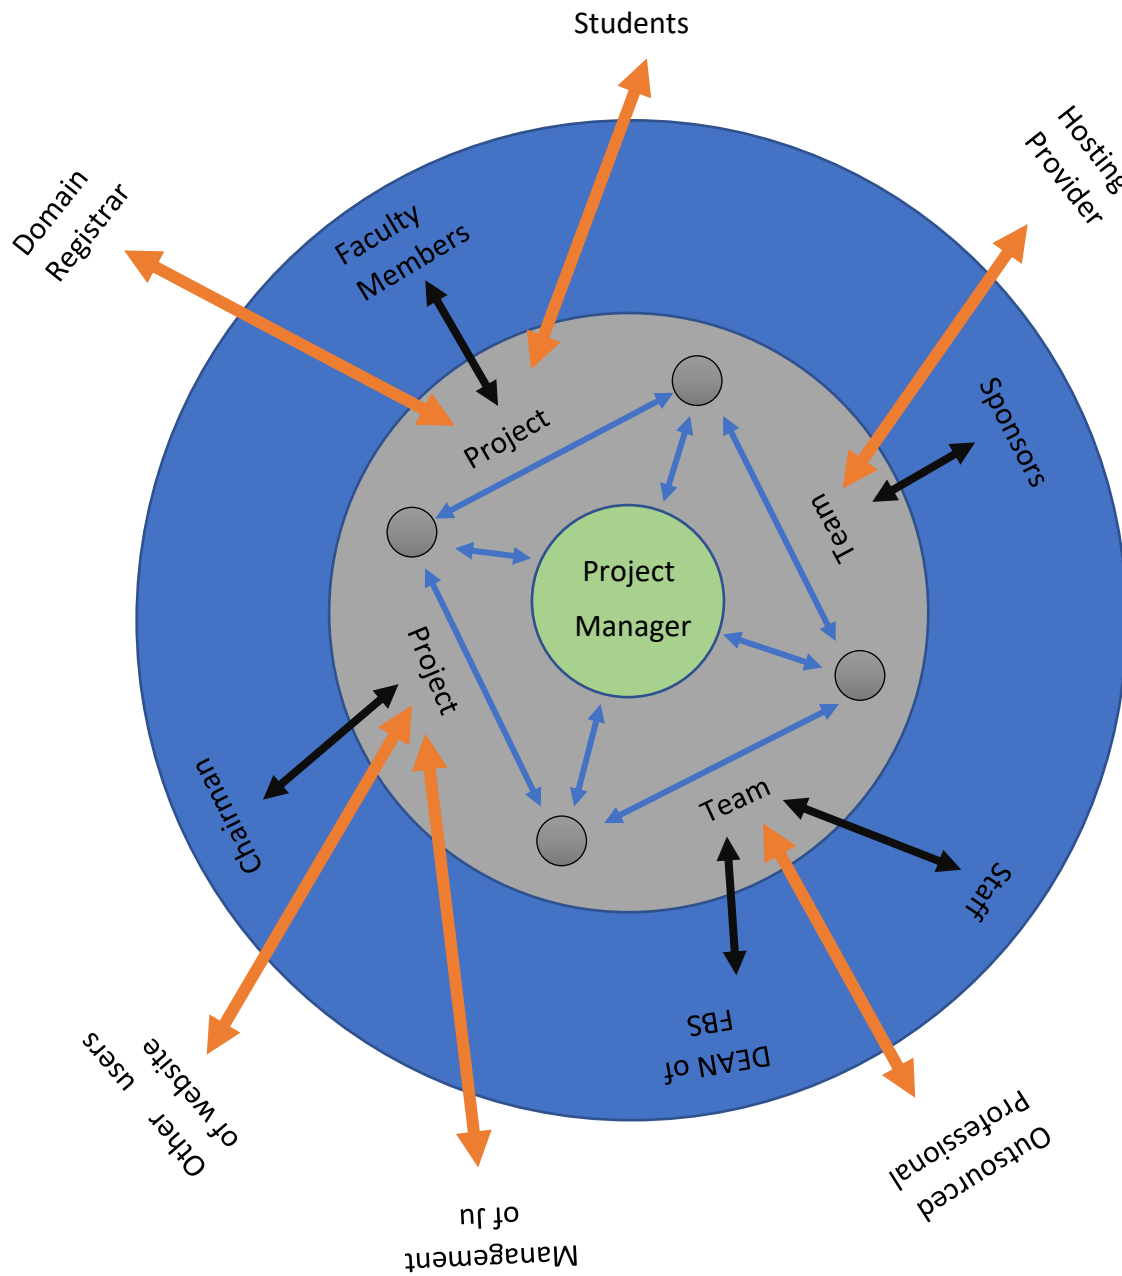 Students
Hosting
Provider
Domain
Registrar
Faculty
Members
Sponsors
Project
Team
Project
Manager
Project
Team
Chairman
Staff
DEAN of
FBS
Other users
of website
Outsourced
Professional
Management
of Ju